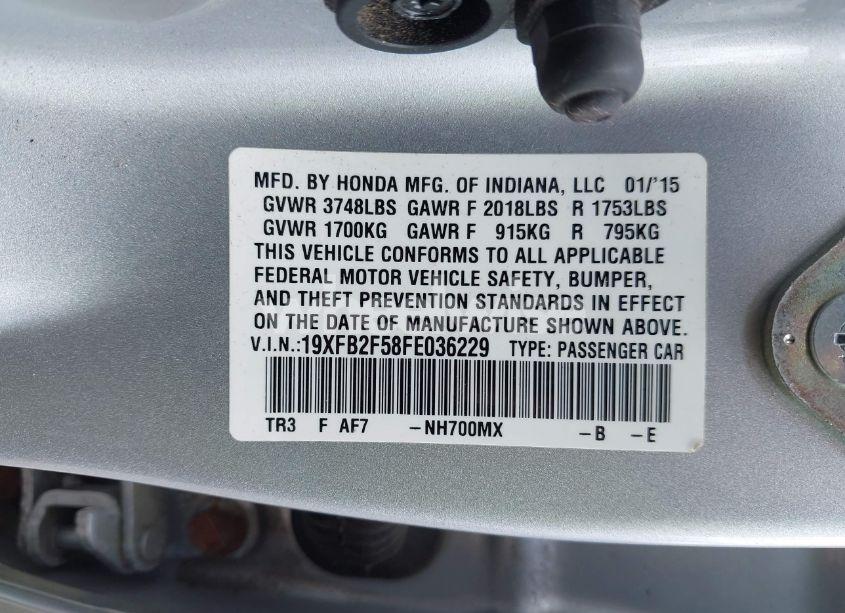 MFD. BY HONDA MFG. OF INDIANA, LLC 01/'15
GVWR 3748LBS GAWR F 2018LBS R 1753LBS
GVWR 1700KG GAWR F 915KG R 795KG
THIS VEHICLE CONFORMS TO ALL APPLICABLE
FEDERAL MOTOR VEHICLE SAFETY, BUMPER,
AND THEFT PREVENTION STANDARDS IN EFFECT
ON THE DATE OF MANUFACTURE SHOWN ABOVE.
V.I.N.:19XFB2F58FE036229 TYPE: PASSENGER CAR
TR3 F AF7 -NH700MX -B -E